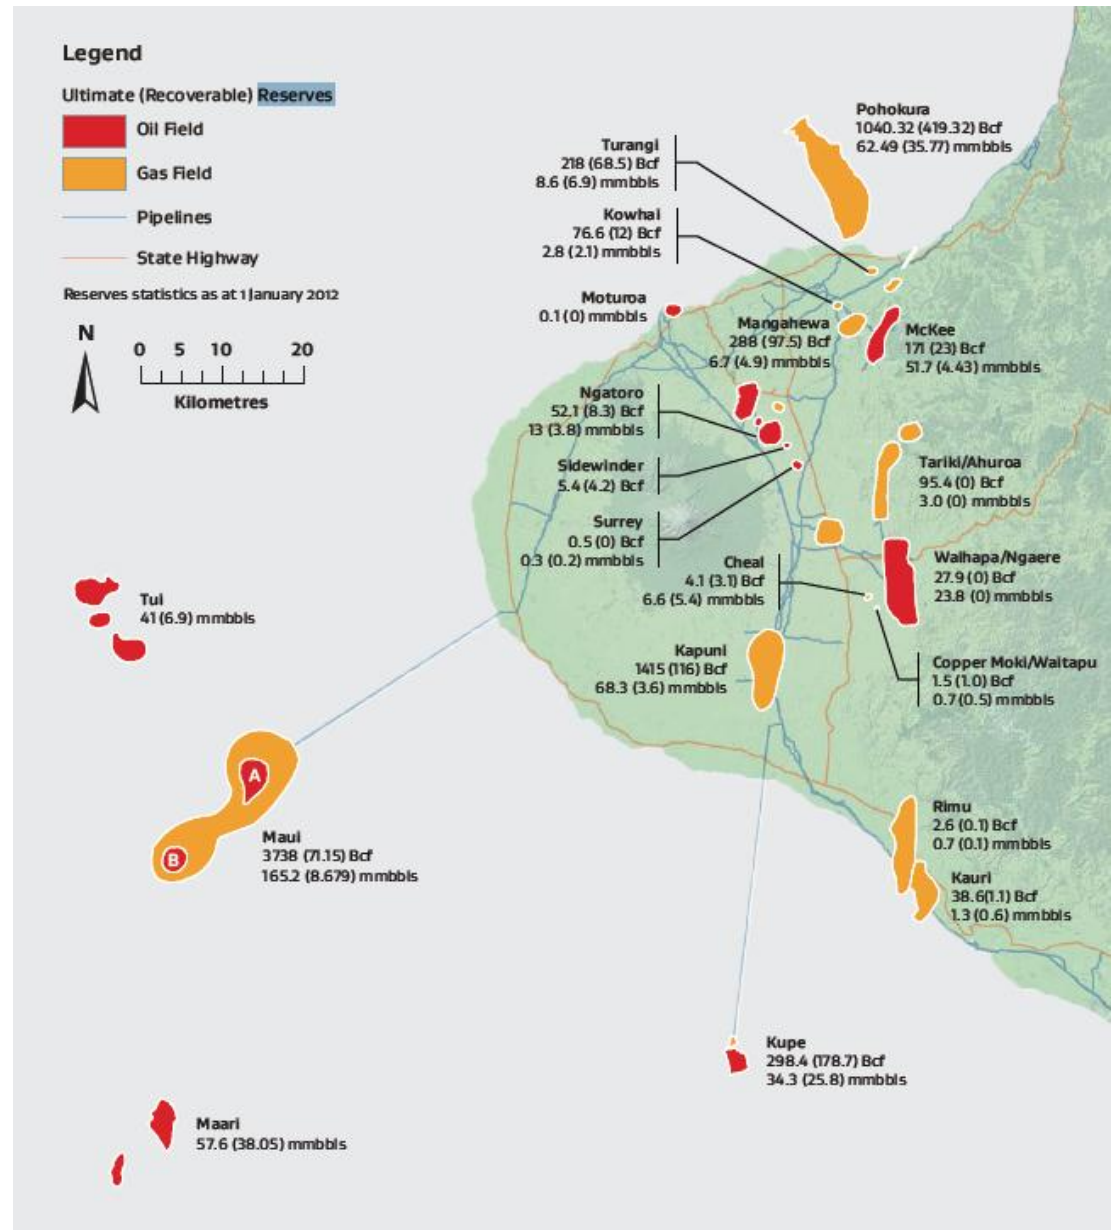 Legend
Ultimate (Recoverable) Reserves
Oil Field
Gas Field
Pipelines
State Highway
Reserves statistics as at 1 January 2012
N
0 5 10 20
Kilometres
Pohokura
1040.32 (419.32) Bcf
62.49 (35.77) mmbbls
Turangi
218 (68.5) Bcf
8.6 (6.9) mmbbls
Kowhai
76.6 (12) Bcf
2.8 (2.1) mmbbls
Moturoa
0.1 (0) mmbbls
Mangahewa
288 (97.5) Bcf
6.7 (4.9) mmbbls
McKee
171 (23) Bcf
51.7 (4.43) mmbbls
Ngatoro
52.1 (8.3) Bcf
13 (3.8) mmbbls
Sidewinder
5.4 (4.2) Bcf
Surrey
0.5 (0) Bcf
0.3 (0.2) mmbbls
Tariki/Ahuroa
95.4 (0) Bcf
3.0 (0) mmbbls
Waihapa/Ngaere
27.9 (0) Bcf
23.8 (0) mmbbls
Cheal
4.1 (3.1) Bcf
6.6 (5.4) mmbbls
Tui
41 (6.9) mmbbls
Kapuni
1415 (116) Bcf
68.3 (3.6) mmbbls
Copper Moki/Waitapu
1.5 (1.0) Bcf
0.7 (0.5) mmbbls
A
B
Maui
3738 (71.15) Bcf
165.2 (8.679) mmbbls
Rimu
2.6 (0.1) Bcf
0.7 (0.1) mmbbls
Kauri
38.6(1.1) Bcf
1.3 (0.6) mmbbls
Kupe
298.4 (178.7) Bcf
34.3 (25.8) mmbbls
Maari
57.6 (38.05) mmbbls